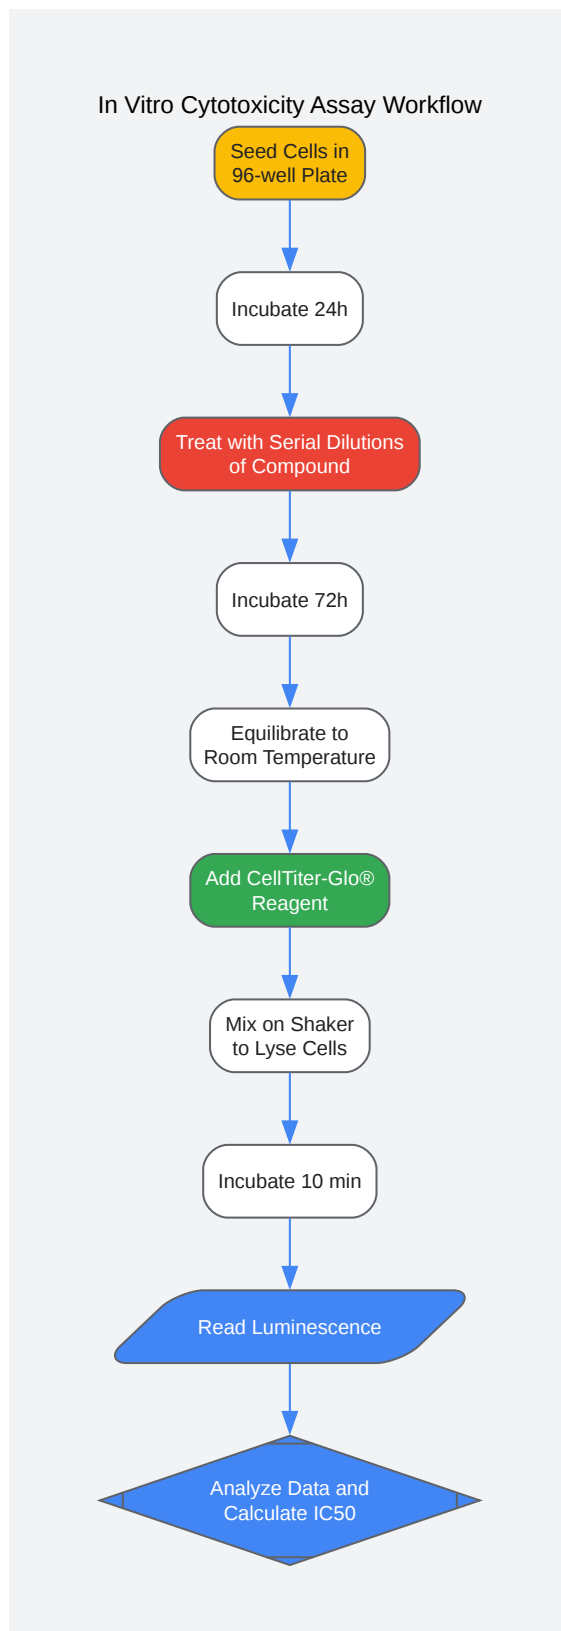 In Vitro Cytotoxicity Assay Workflow
Seed Cells in
96-well Plate
Incubate 24h
Treat with Serial Dilutions
of Compound
Incubate 72h
Equilibrate to
Room Temperature
Add CellTiter-Glo®
Reagent
Mix on Shaker
to Lyse Cells
Incubate 10 min
Read Luminescence
Analyze Data and
Calculate IC50